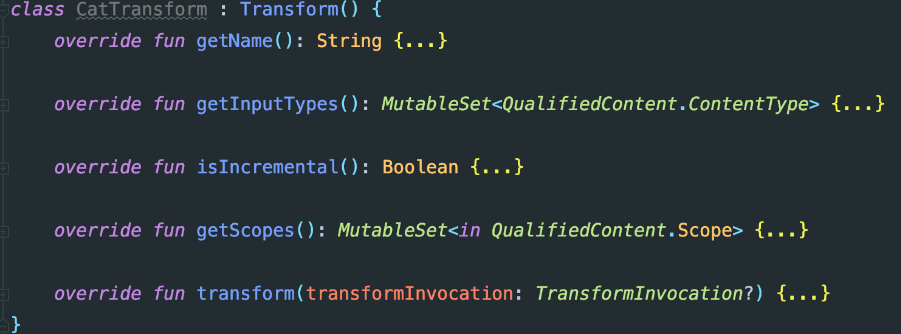 class CatTransform : Transform() {
override fun getName(): String {...}
override fun getInputTypes(): MutableSet<QualifiedContent.ContentType> {...}
override fun isIncremental(): Boolean {...}
override fun getScopes(): MutableSet<in QualifiedContent.Scope> {...}
override fun transform(transformInvocation: TransformInvocation?) {...}
}